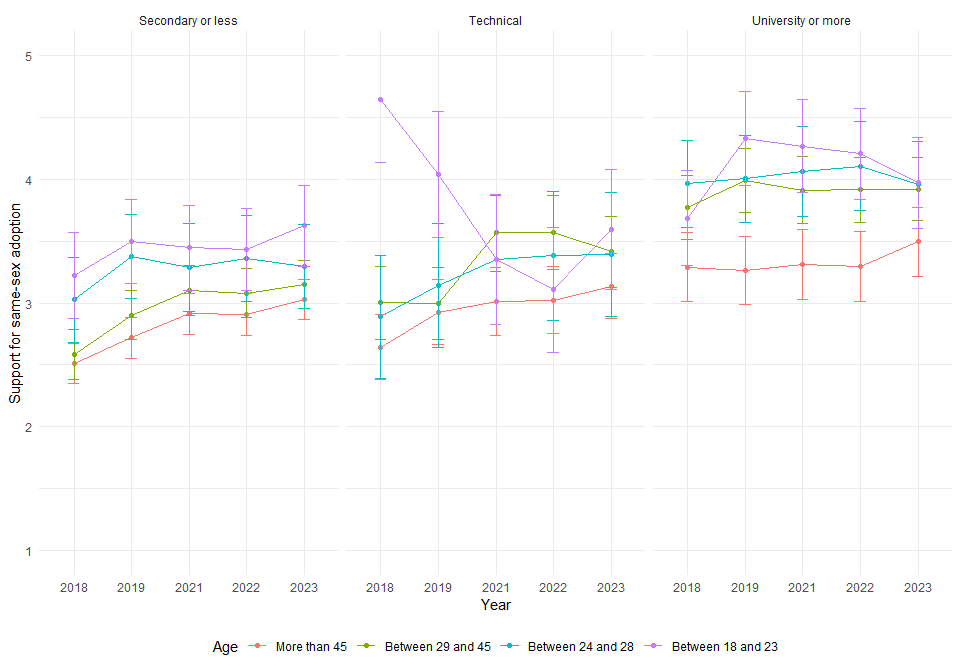 Secondary or less Technical University or more
5
4
3
2
1
Support for same-sex adoption
2018 2019 2021 2022 2023 2018 2019 2021 2022 2023 2018 2019 2021 2022 2023
Year
Age More than 45 Between 29 and 45 Between 24 and 28 Between 18 and 23